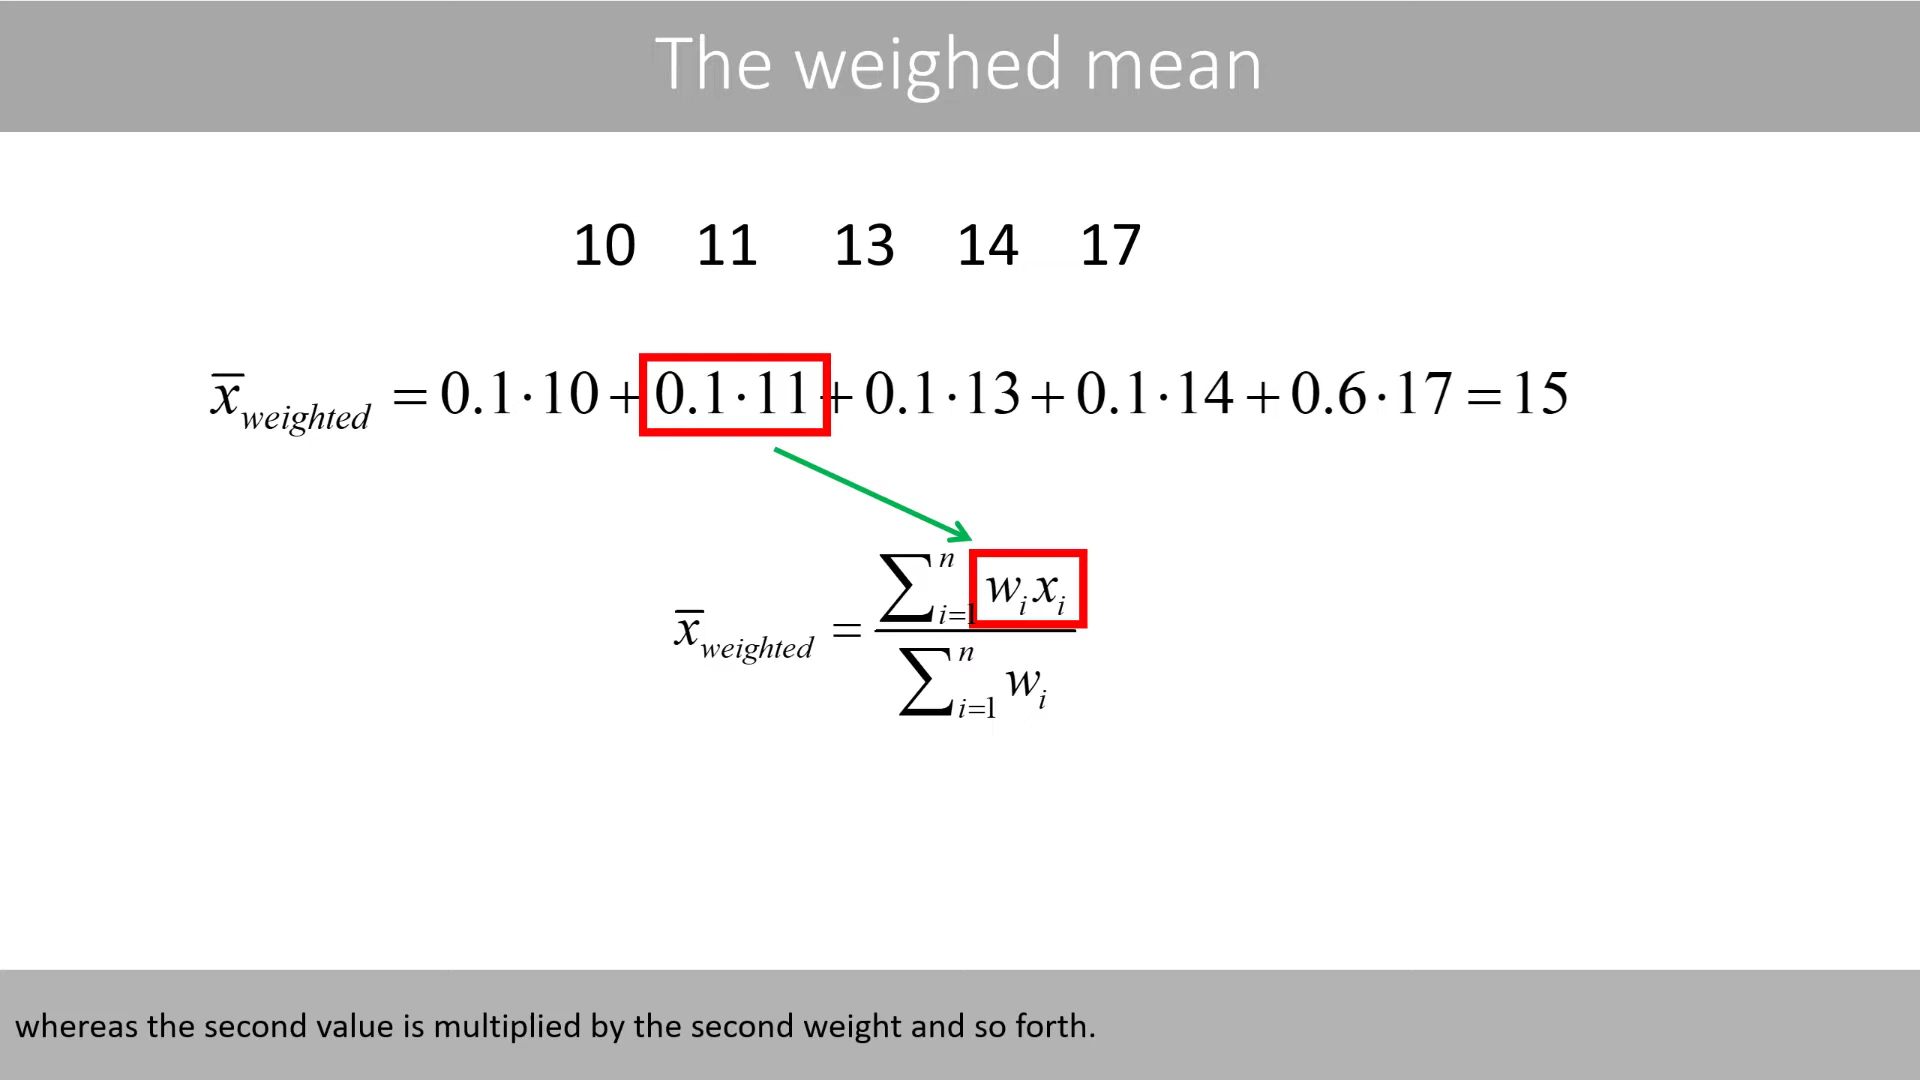 The weighed mean
10 11 13 14 17
x̄weighted = 0.1·10+0.1·11+0.1·13+0.1·14+0.6·17=15
x̄weighted = ∑ⁿᵢ₌₁ wᵢxᵢ / ∑ⁿᵢ₌₁ wᵢ
whereas the second value is multiplied by the second weight and so forth.